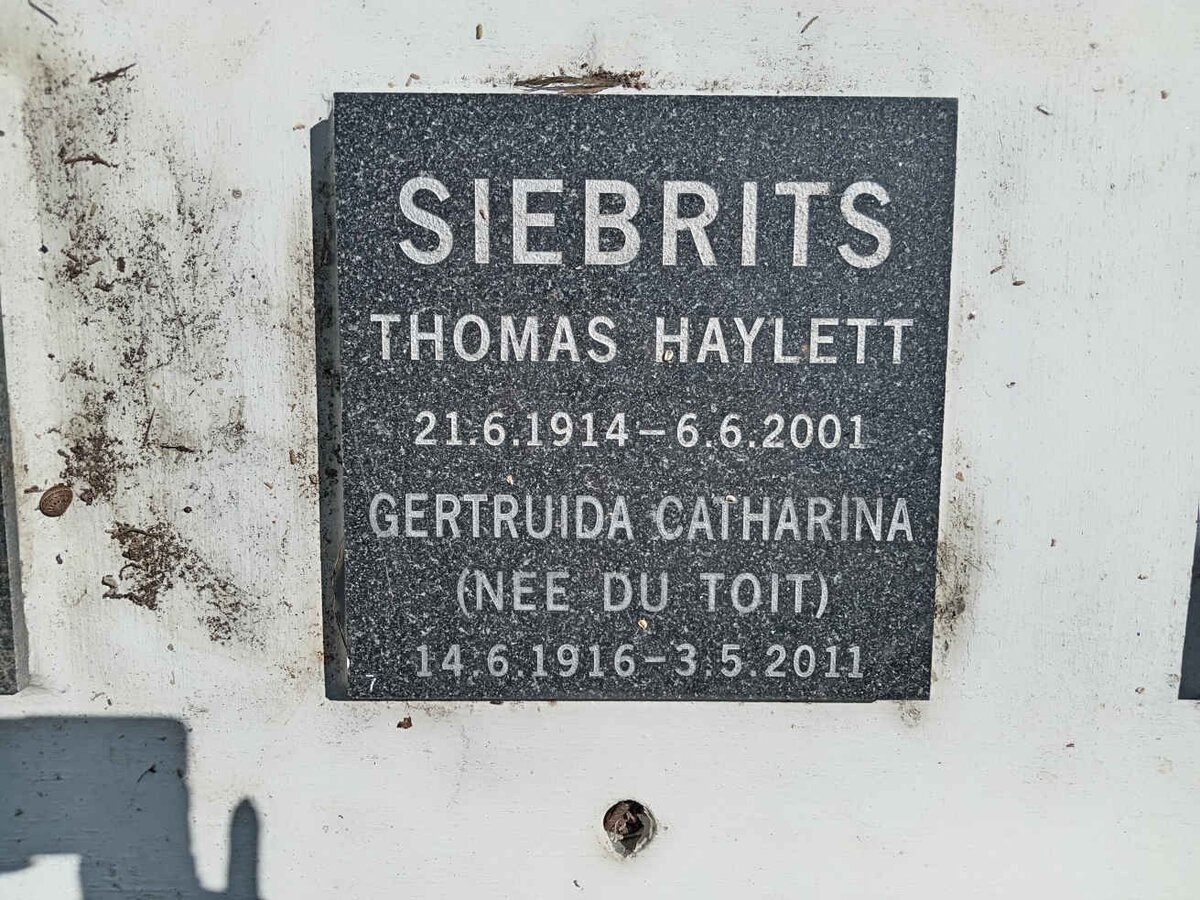 SIEBRITS
THOMAS HAYLETT
21.6.1914–6.6.2001
GERTRUIDA CATHARINA
(NÉE DU TOIT)
14.6.1916–3.5.2011
7